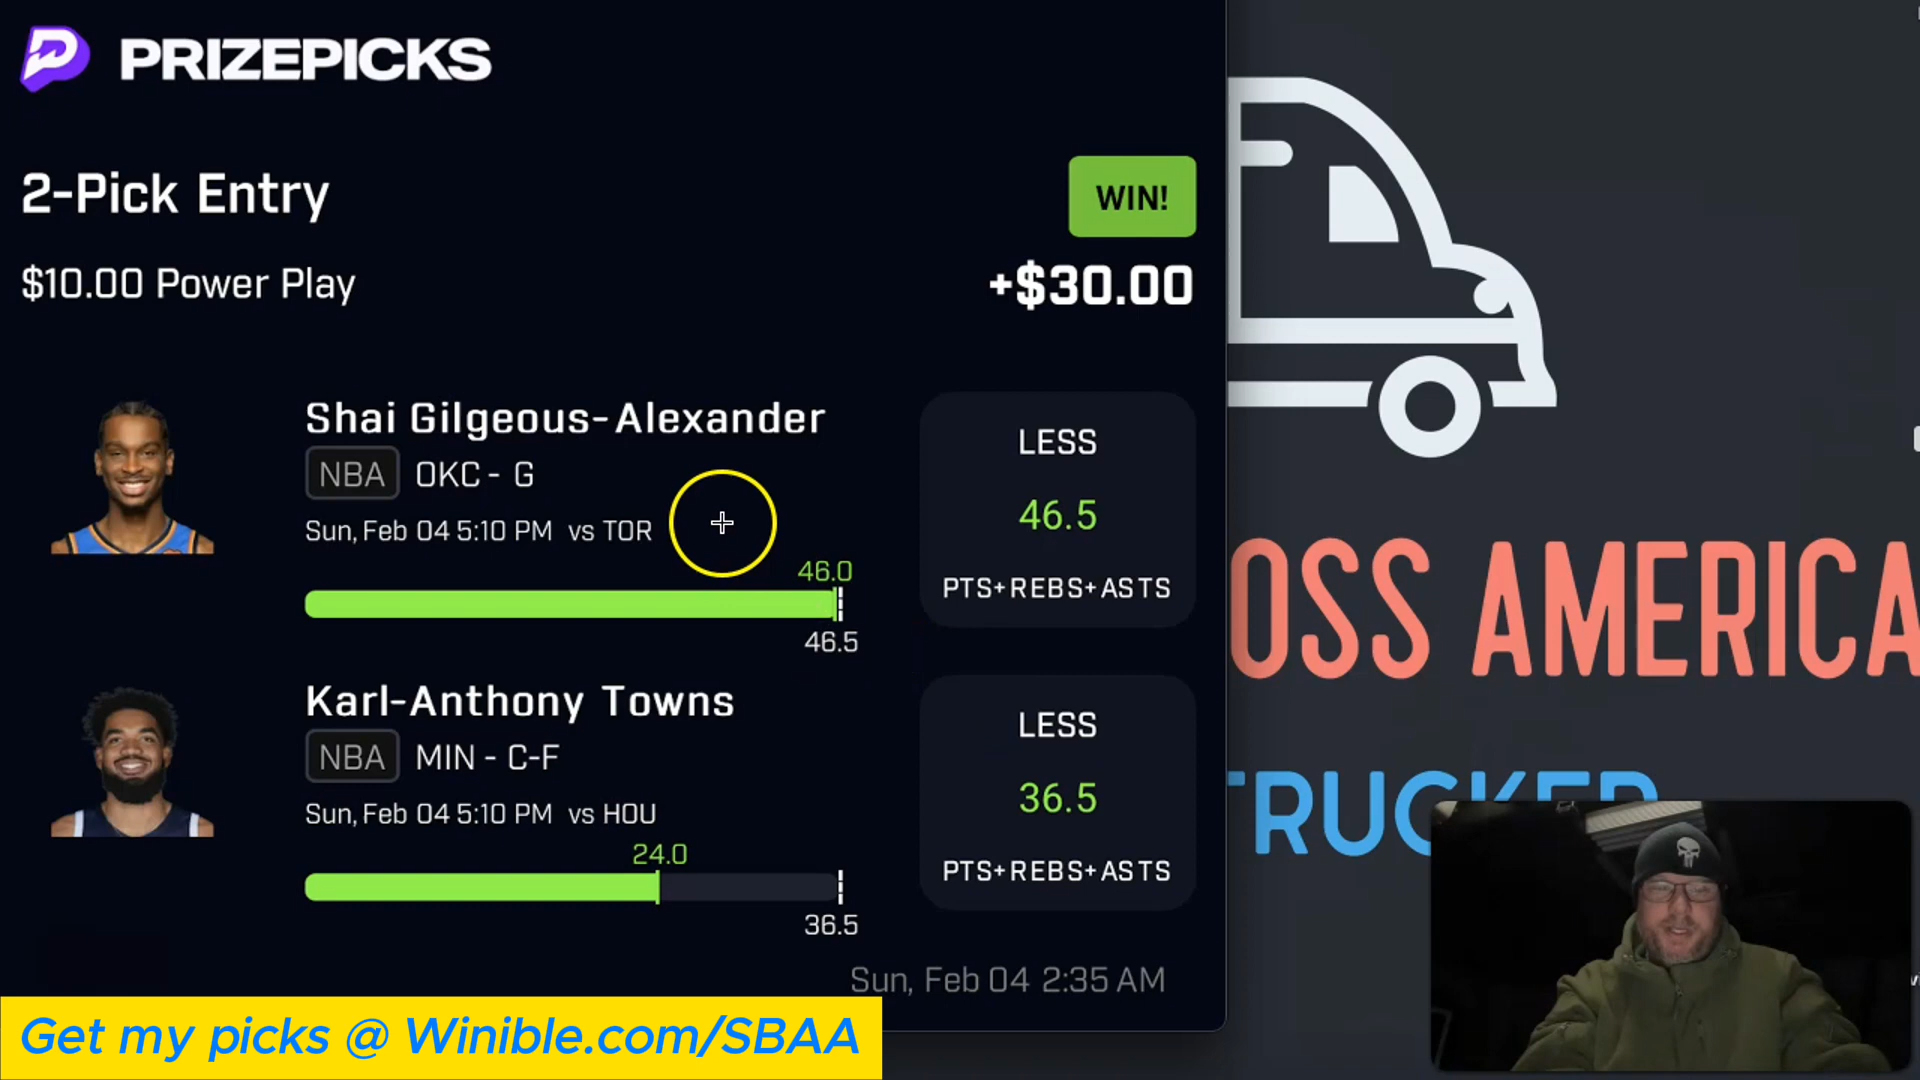 PRIZEPICKS
2-Pick Entry
WIN!
$10.00 Power Play
+$30.00
Shai Gilgeous-Alexander
NBA OKC - G
Sun, Feb 04 5:10 PM vs TOR
46.0
46.5
LESS
46.5
PTS+REBS+ASTS
Karl-Anthony Towns
NBA MIN - C-F
Sun, Feb 04 5:10 PM vs HOU
24.0
36.5
LESS
36.5
PTS+REBS+ASTS
Sun, Feb 04 2:35 AM
Get my picks @ Winible.com/SBAA
OSS AMERICA
TRUCKER